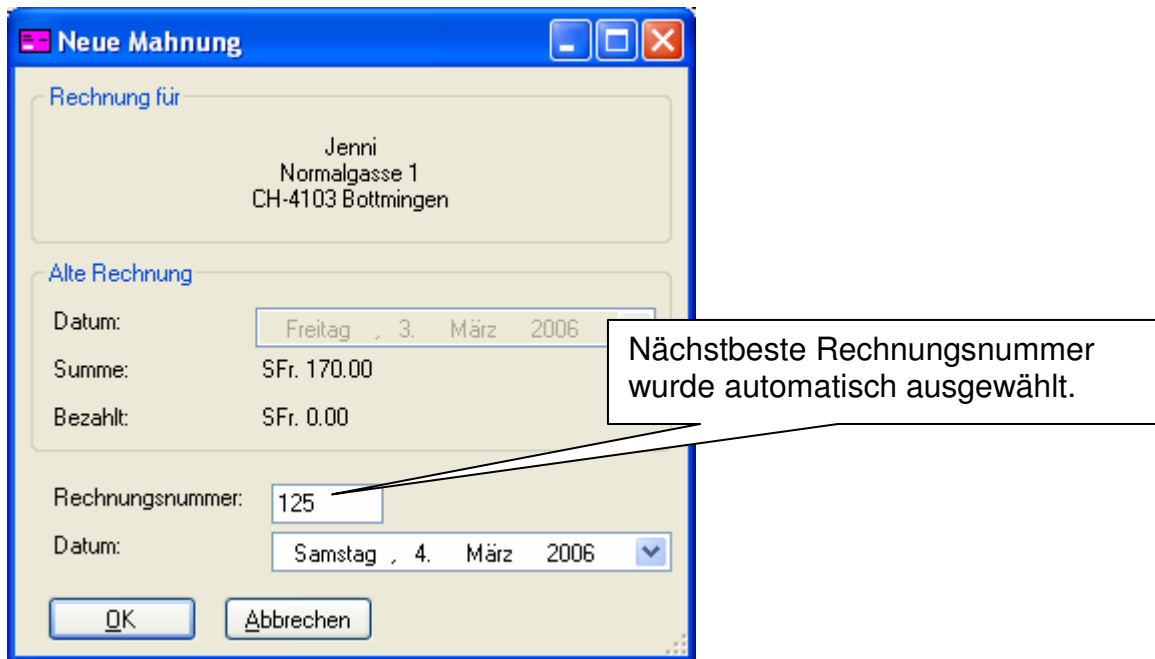 Neue Mahnung
Rechnung für
Jenni
Normalgasse 1
CH-4103 Bottmingen
Alte Rechnung
Datum: Freitag , 3. März 2006
Summe: SFr. 170.00
Bezahlt: SFr. 0.00
Nächstbeste Rechnungsnummer
wurde automatisch ausgewählt.
Rechnungsnummer: 125
Datum: Samstag , 4. März 2006
OK Abbrechen